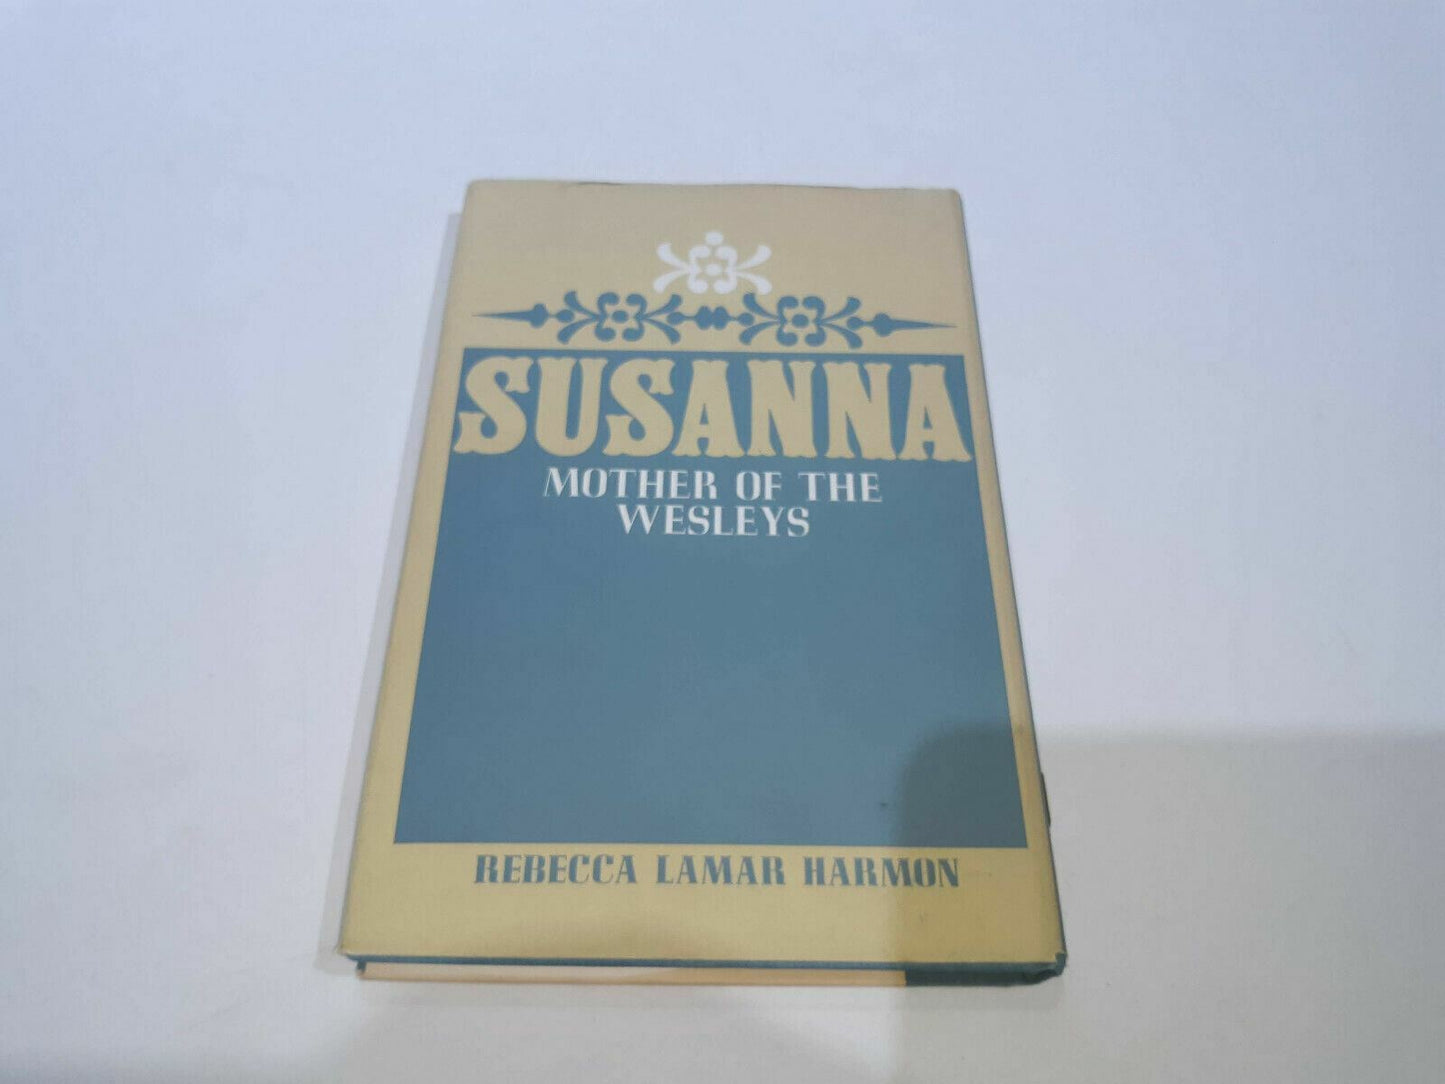 SUSANNA
MOTHER OF THE
WESLEYS
REBECCA LAMAR HARMON